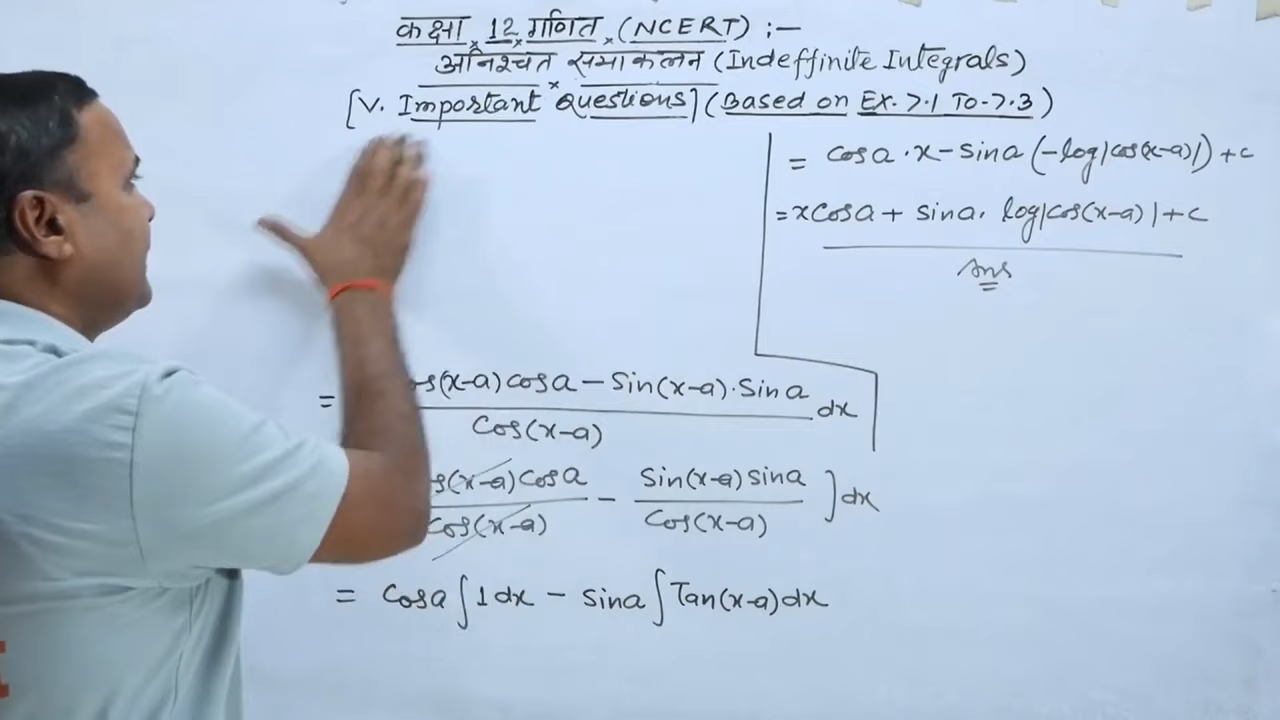 कक्षा 12 गणित (NCERT) :-
अनिश्चत समाकलन (Indeffinite Integrals)
[V. Important Questions] (Based on EX. 7.1 To-7.3)
= cosa · x - sina (-log|cos(x-a)|) + c
= xcosa + sina · log|cos(x-a)| + c
Ans
= os(x-a) cosa - Sin(x-a) · Sina / Cos(x-a) dx
s(x-a) cosa / cos(x-a) - Sin(x-a) sina / Cos(x-a) ] dx
= cosa ∫ 1 dx - sina ∫ Tan(x-a) dx